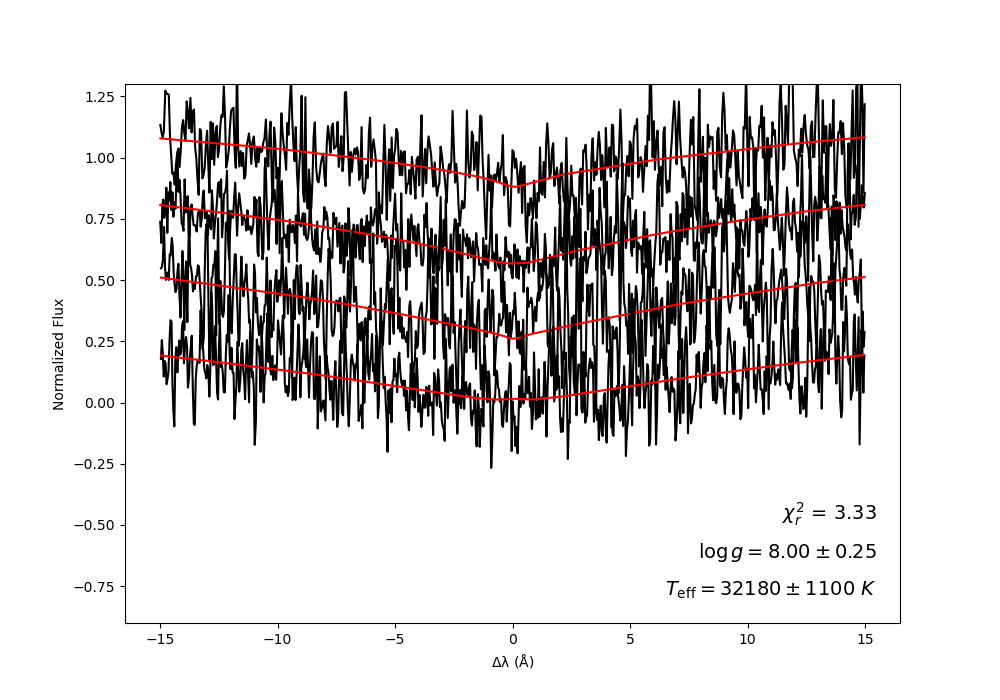 1.25
1.00
0.75
0.50
0.25
0.00
−0.25
−0.50
−0.75
Normalized Flux
χ²ᵣ = 3.33
log g = 8.00 ± 0.25
T_eff = 32180 ± 1100 K
−15 −10 −5 0 5 10 15
Δλ (Å)